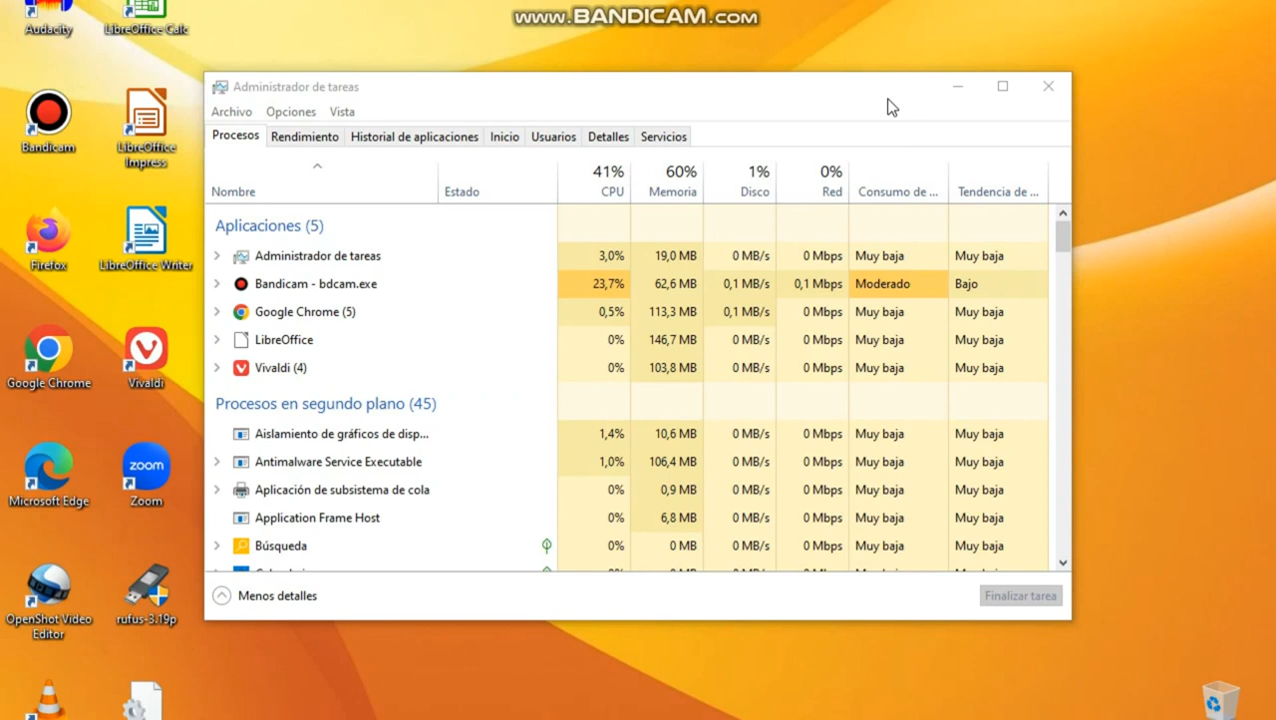 www.BANDICAM.com
Audacity
LibreOffice Calc
Bandicam
LibreOffice
Impress
Firefox
LibreOffice Writer
Google Chrome
Vivaldi
Microsoft Edge
Zoom
zoom
OpenShot Video
Editor
rufus-3.19p
Administrador de tareas
Archivo Opciones Vista
Procesos Rendimiento Historial de aplicaciones Inicio Usuarios Detalles Servicios
41% 60% 1% 0%
Nombre Estado CPU Memoria Disco Red Consumo de ... Tendencia de ...
Aplicaciones (5)
Administrador de tareas 3,0% 19,0 MB 0 MB/s 0 Mbps Muy baja Muy baja
Bandicam - bdcam.exe 23,7% 62,6 MB 0,1 MB/s 0,1 Mbps Moderado Bajo
Google Chrome (5) 0,5% 113,3 MB 0,1 MB/s 0 Mbps Muy baja Muy baja
LibreOffice 0% 146,7 MB 0 MB/s 0 Mbps Muy baja Muy baja
Vivaldi (4) 0% 103,8 MB 0 MB/s 0 Mbps Muy baja Muy baja
Procesos en segundo plano (45)
Aislamiento de gráficos de disp... 1,4% 10,6 MB 0 MB/s 0 Mbps Muy baja Muy baja
Antimalware Service Executable 1,0% 106,4 MB 0 MB/s 0 Mbps Muy baja Muy baja
Aplicación de subsistema de cola 0% 0,9 MB 0 MB/s 0 Mbps Muy baja Muy baja
Application Frame Host 0% 6,8 MB 0 MB/s 0 Mbps Muy baja Muy baja
Búsqueda 0% 0 MB 0 MB/s 0 Mbps Muy baja Muy baja
Menos detalles Finalizar tarea